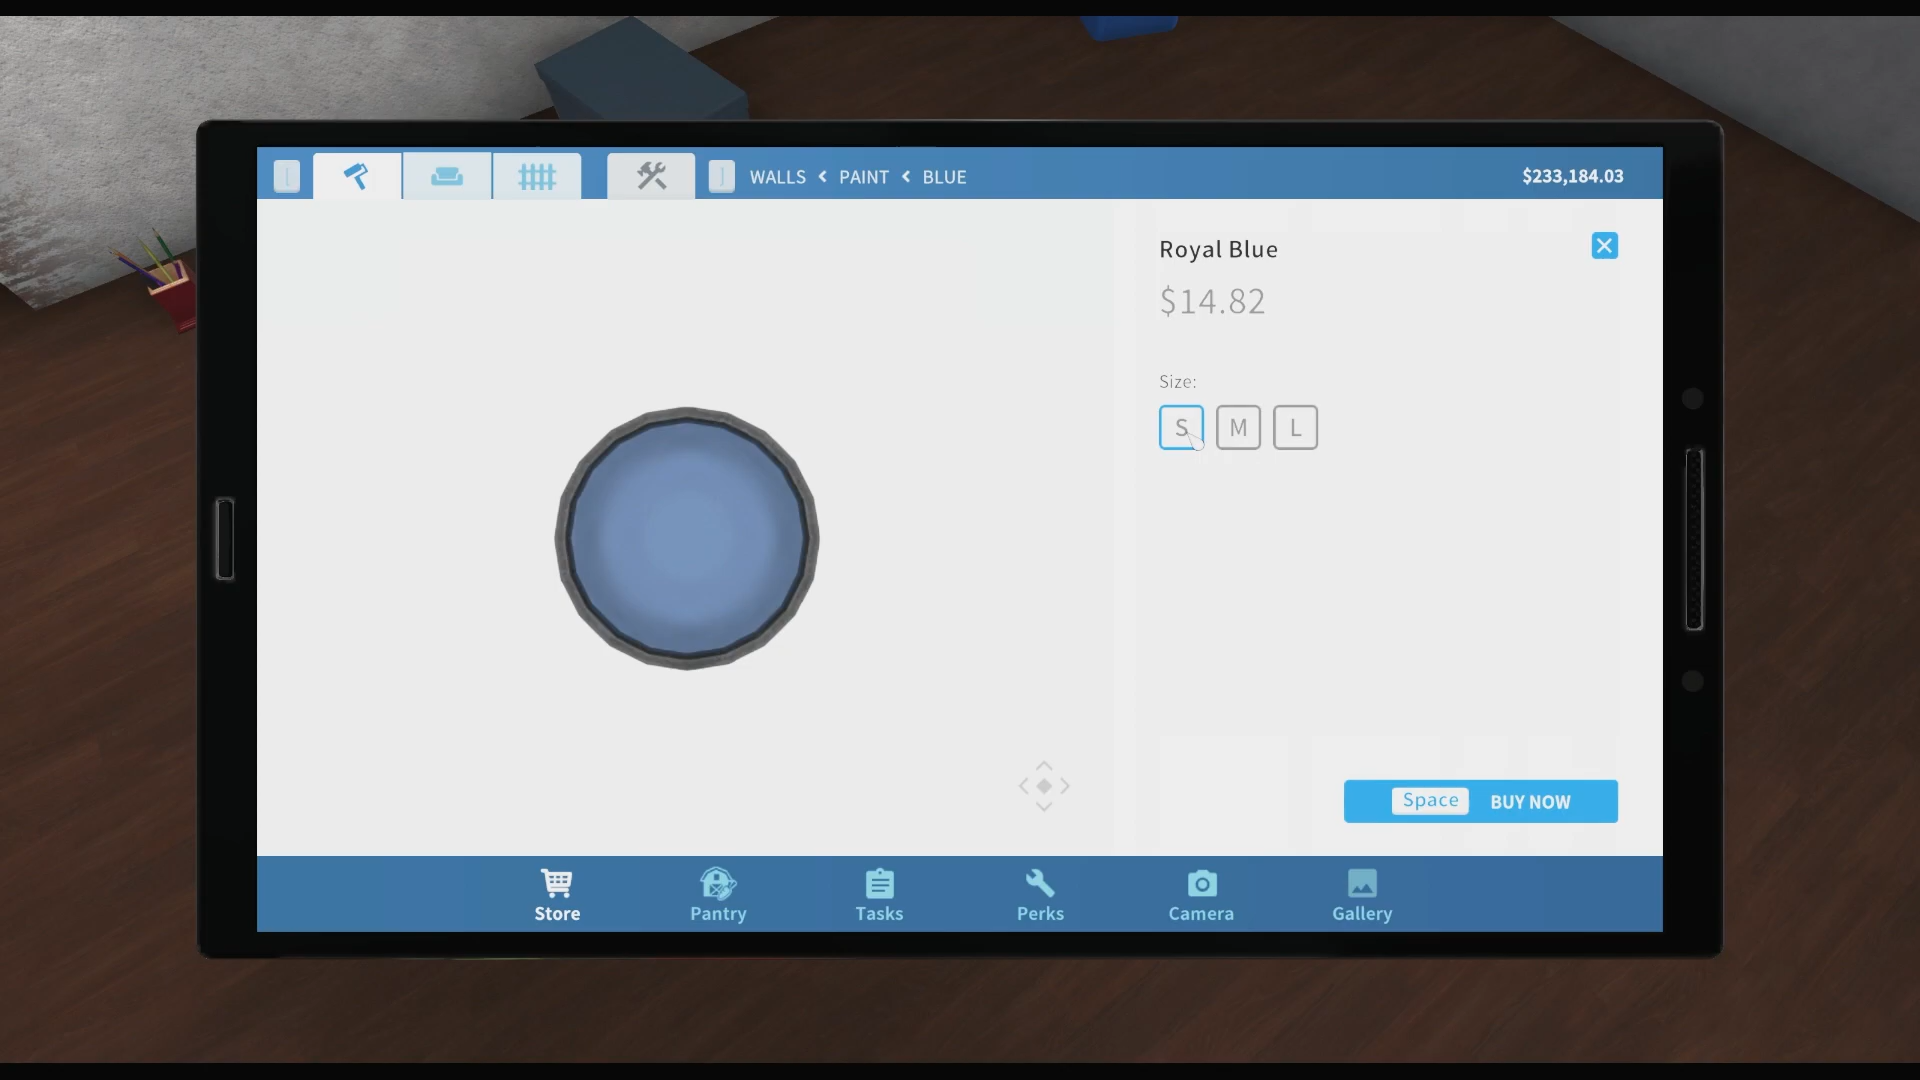 [
]
WALLS < PAINT < BLUE
$233,184.03
Royal Blue
$14.82
Size:
S M L
Space BUY NOW
Store Pantry Tasks Perks Camera Gallery